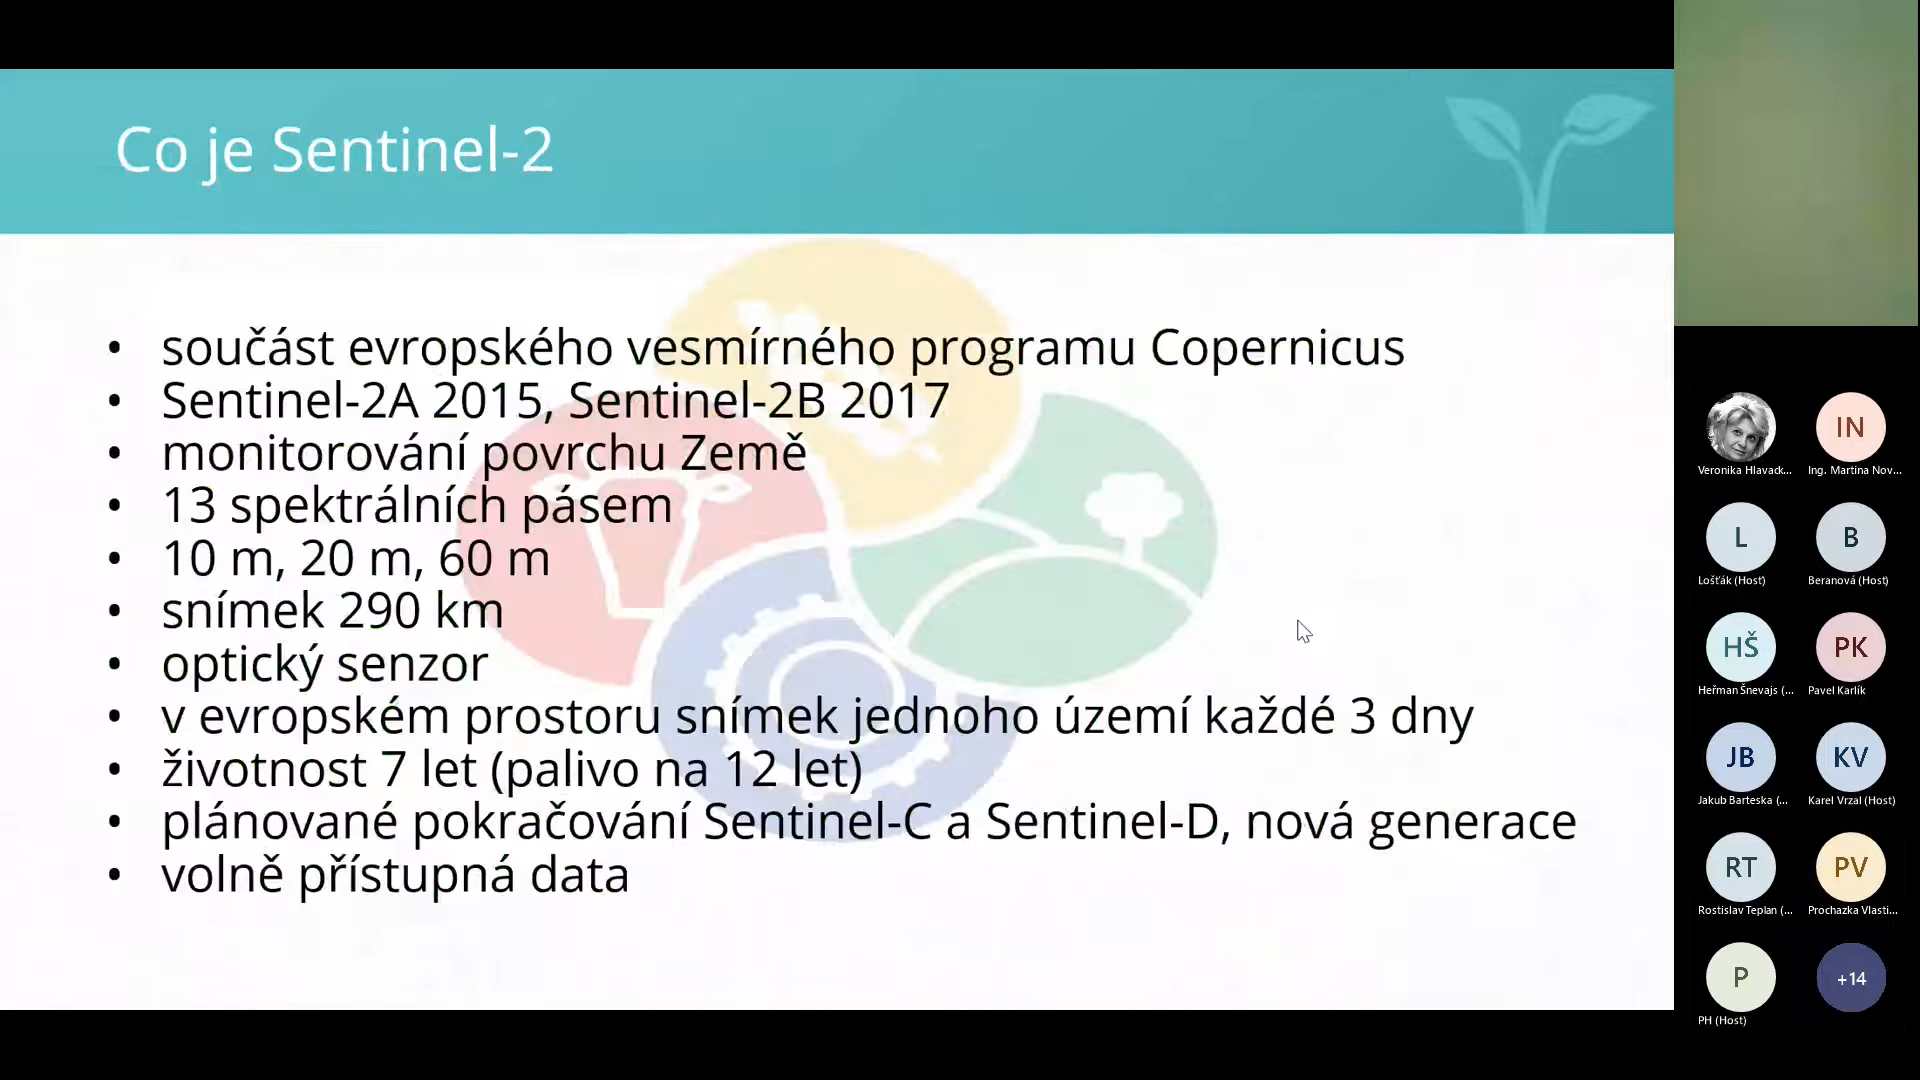 Co je Sentinel-2
• součást evropského vesmírného programu Copernicus
• Sentinel-2A 2015, Sentinel-2B 2017
• monitorování povrchu Země
• 13 spektrálních pásem
• 10 m, 20 m, 60 m
• snímek 290 km
• optický senzor
• v evropském prostoru snímek jednoho území každé 3 dny
• životnost 7 let (palivo na 12 let)
• plánované pokračování Sentinel-C a Sentinel-D, nová generace
• volně přístupná data
Veronika Hlavack...
IN
Ing. Martina Nov...
L
Lošťák (Host)
B
Beranová (Host)
HŠ
Heřman Šnevajs (...
PK
Pavel Karlík
JB
Jakub Barteska (...
KV
Karel Vrzal (Host)
RT
Rostislav Teplan (...
PV
Prochazka Vlasti...
P
PH (Host)
+14